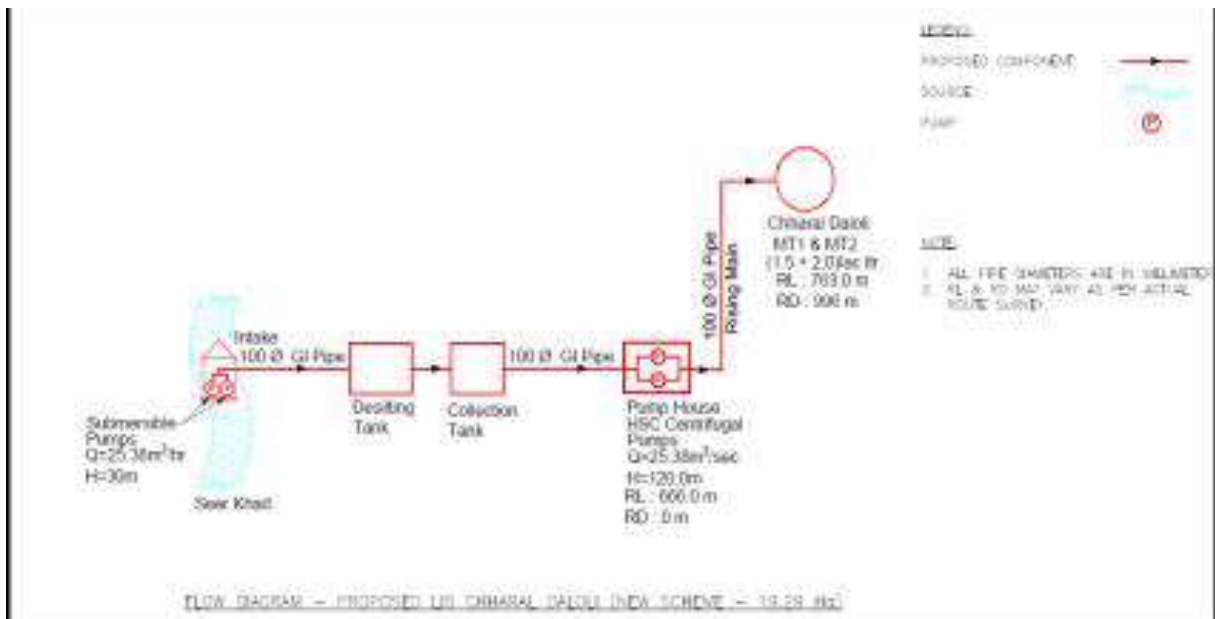 LEGEND:
PROPOSED COMPONENT
SOURCE
PUMP
P
Chharal Daloli
MT1 & MT2
(1.5 + 2.0)lac ltr
RL : 763.0 m
RD : 996 m
100 Ø GI Pipe
Rising Main
NOTE:
1. ALL PIPE DIAMETERS ARE IN MILLIMETER
2. RL & RD MAY VARY AS PER ACTUAL
ROUTE SURVEY.
Intake
100 Ø GI Pipe
100 Ø GI Pipe
Submersible
Pumps
Q=25.38m³/hr
H=30m
Seer Khad
Desilting
Tank
Collection
Tank
Pump House
HSC Centrifugal
Pumps
Q=25.38m³/sec
H=120.0m
RL : 666.0 m
RD : 0 m
FLOW DIAGRAM – PROPOSED LIS CHHARAL DALOLI (NEW SCHEME – 19.29 Ha)